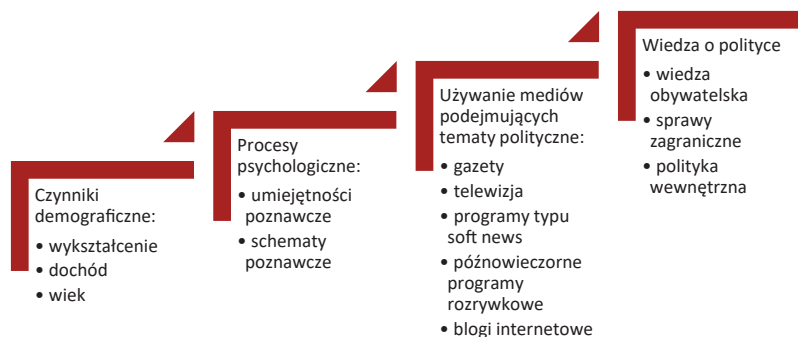 Czynniki
demograficzne:
• wykształcenie
• dochód
• wiek
Procesy
psychologiczne:
• umiejętności
poznawcze
• schematy
poznawcze
Używanie mediów
podejmujących
tematy polityczne:
• gazety
• telewizja
• programy typu
soft news
• późnowieczorne
programy
rozrywkowe
• blogi internetowe
Wiedza o polityce
• wiedza
obywatelska
• sprawy
zagraniczne
• polityka
wewnętrzna